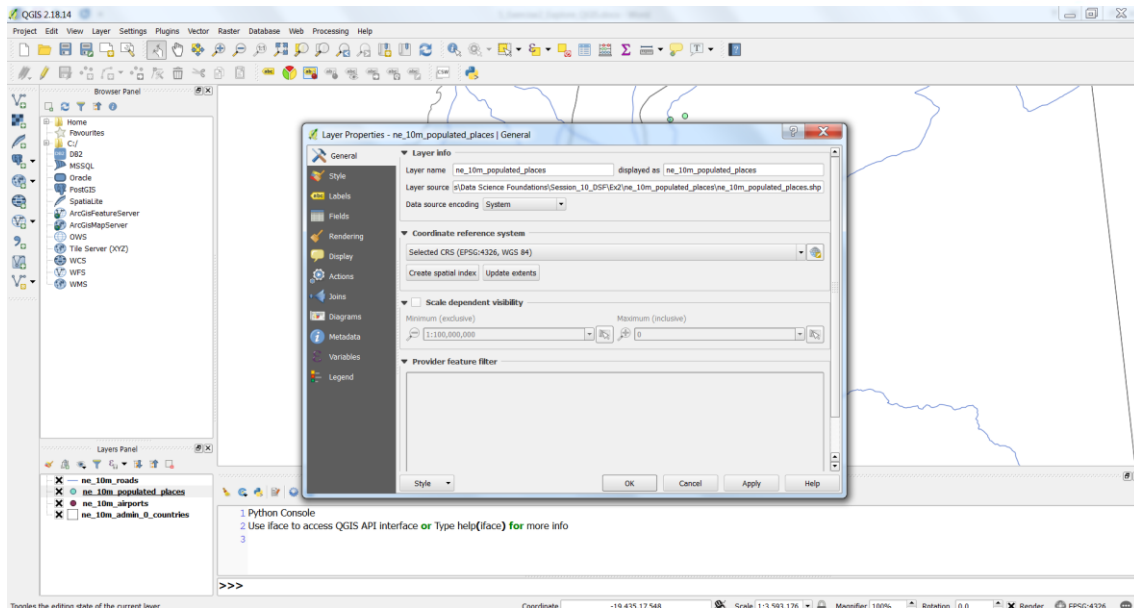 QGIS 2.18.14
Project Edit View Layer Settings Plugins Vector Raster Database Web Processing Help
Browser Panel
Home
Favourites
C:/
DB2
MSSQL
Oracle
PostGIS
SpatiaLite
ArcGisFeatureServer
ArcGisMapServer
OWS
Tile Server (XYZ)
WCS
WFS
WMS
Layers Panel
ne_10m_roads
ne_10m_populated_places
ne_10m_airports
ne_10m_admin_0_countries
Layer Properties - ne_10m_populated_places | General
General
Style
Labels
Fields
Rendering
Display
Actions
Joins
Diagrams
Metadata
Variables
Legend
Layer info
Layer name ne_10m_populated_places displayed as ne_10m_populated_places
Layer source s\Data Science Foundations\Session_10_DSF\Ex2\ne_10m_populated_places\ne_10m_populated_places.shp
Data source encoding System
Coordinate reference system
Selected CRS (EPSG:4326, WGS 84)
Create spatial index Update extents
Scale dependent visibility
Minimum (exclusive) Maximum (inclusive)
1:100,000,000 0
Provider feature filter
Style OK Cancel Apply Help
1 Python Console
2 Use iface to access QGIS API interface or Type help(iface) for more info
3
>>>
Toggles the editing state of the current layer Coordinate -19.435,17.548 Scale 1:3,593,176 Magnifier 100% Rotation 0.0 Render EPSG:4326